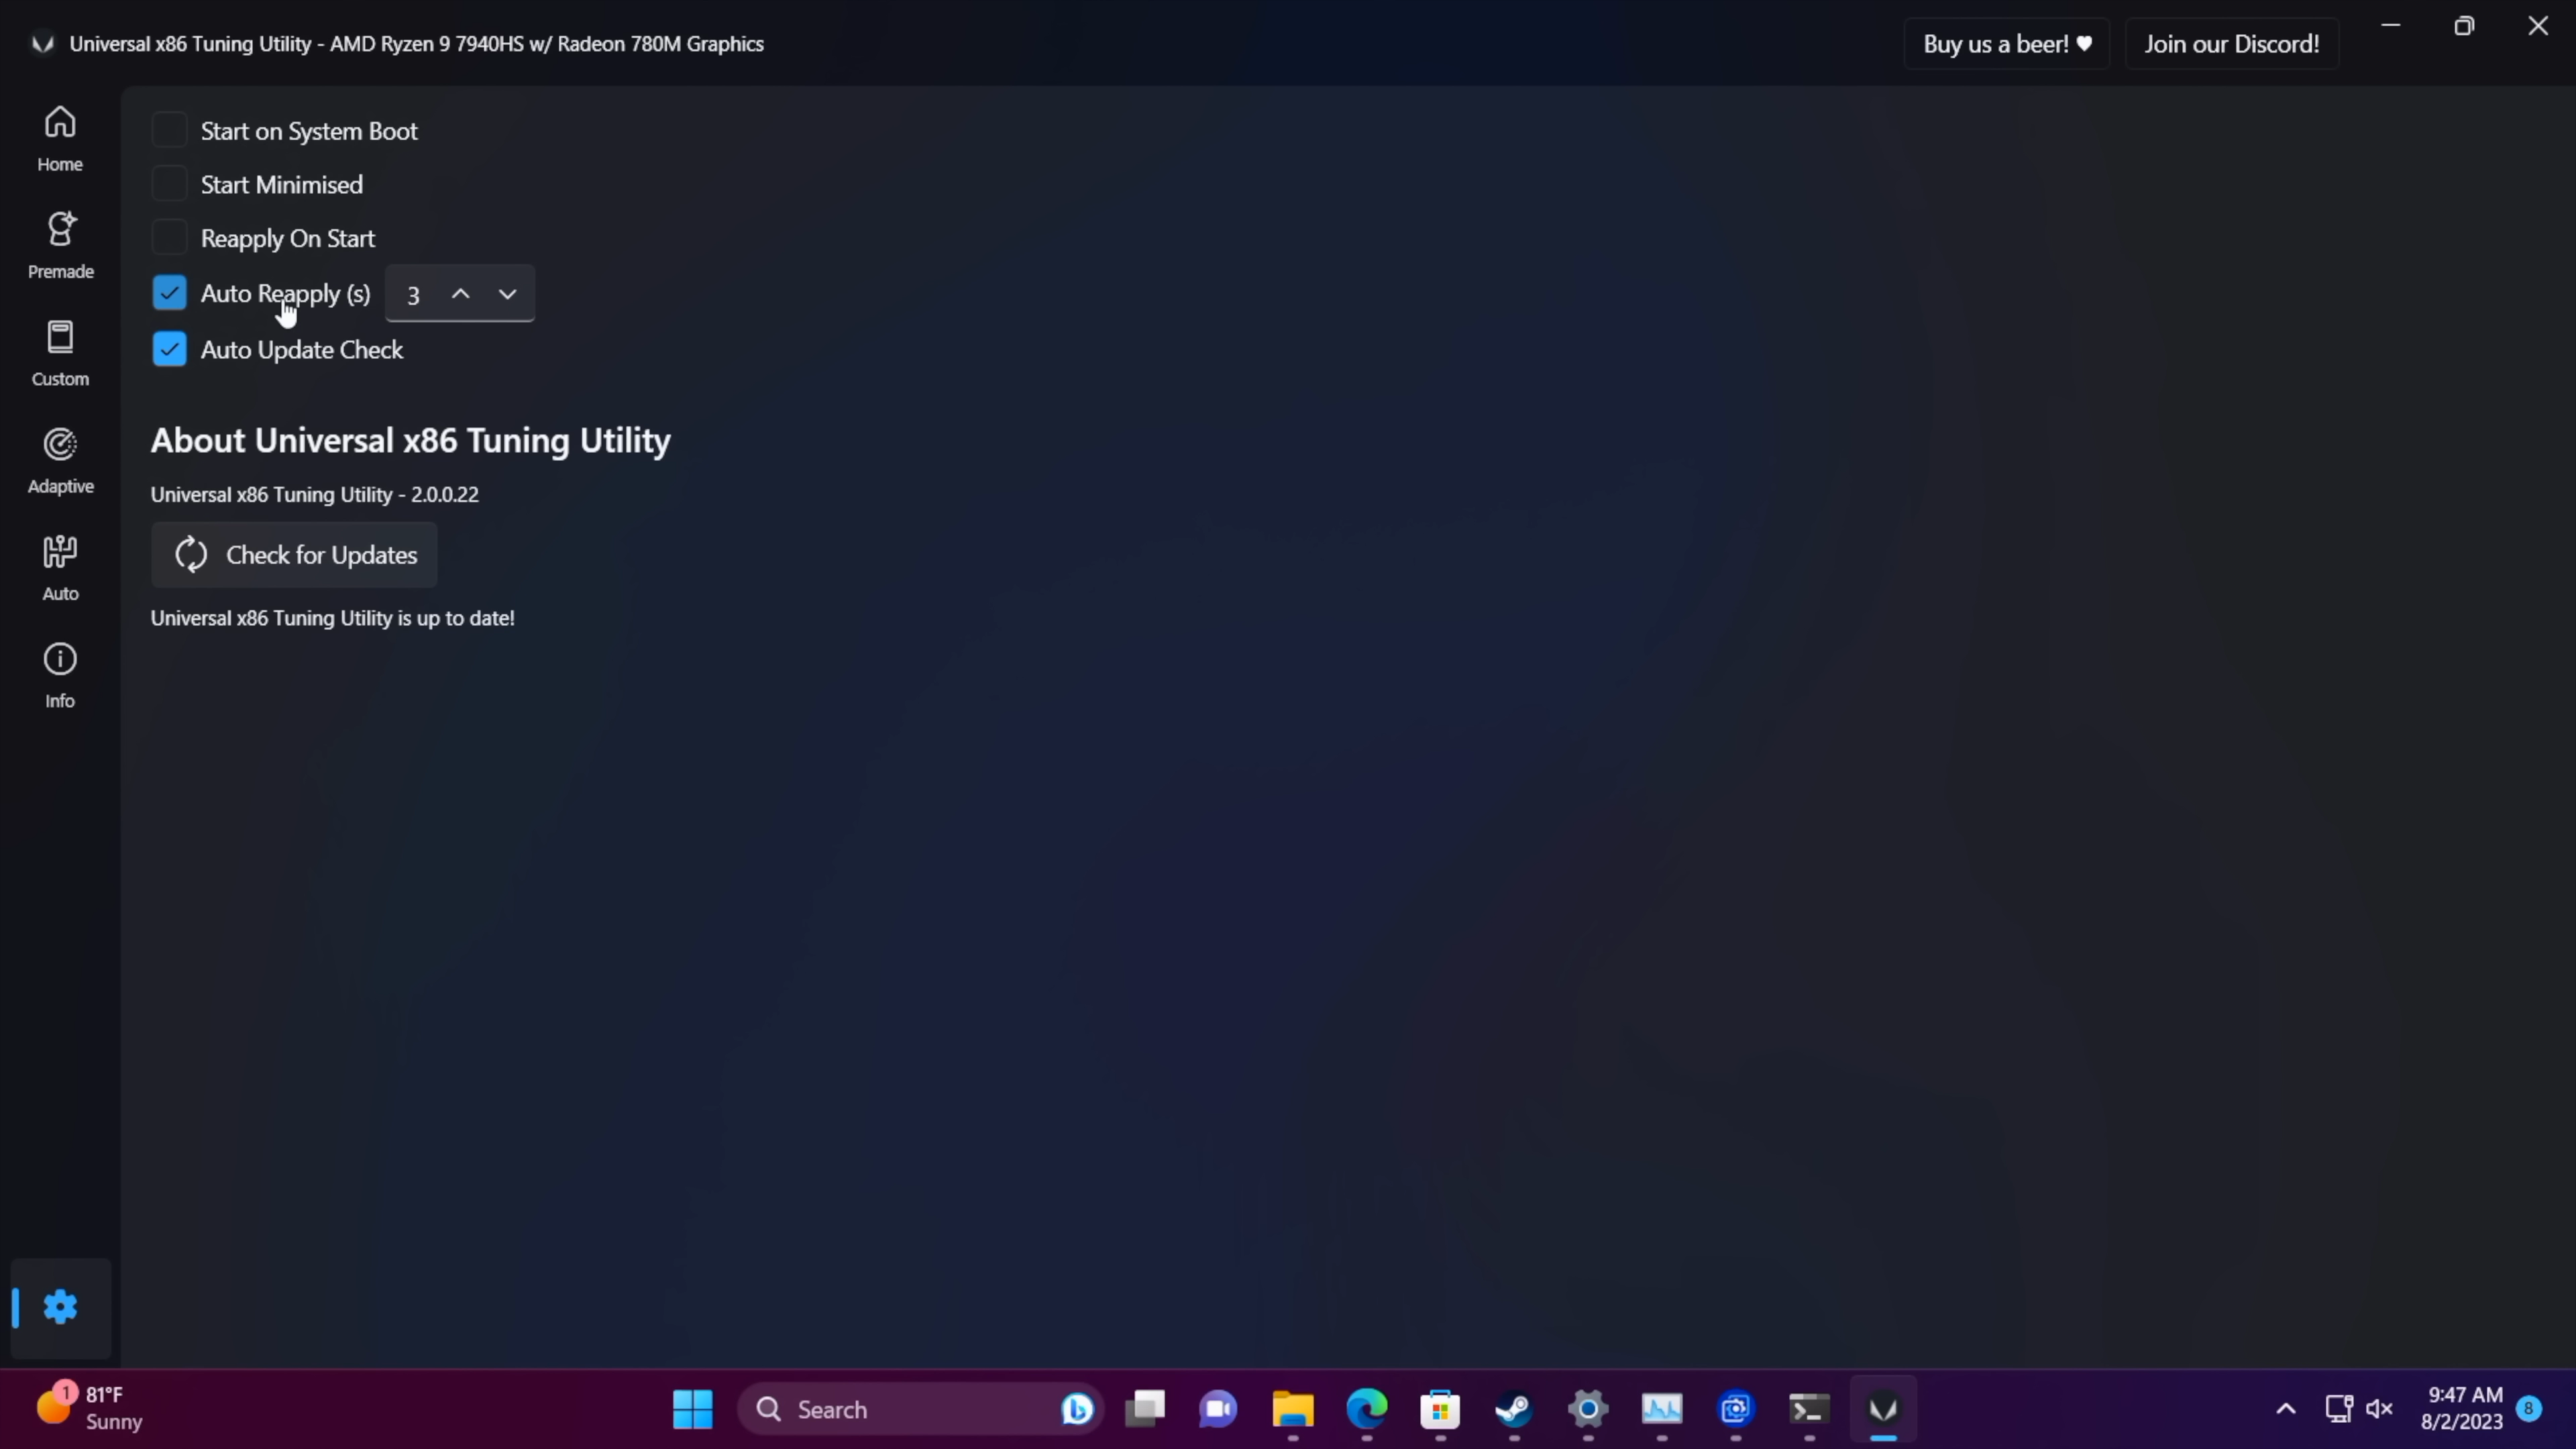 Universal x86 Tuning Utility - AMD Ryzen 9 7940HS w/ Radeon 780M Graphics
Buy us a beer! ♥
Join our Discord!
Home
Premade
Custom
Adaptive
Auto
Info
Start on System Boot
Start Minimised
Reapply On Start
Auto Reapply (s) 3
Auto Update Check
About Universal x86 Tuning Utility
Universal x86 Tuning Utility - 2.0.0.22
Check for Updates
Universal x86 Tuning Utility is up to date!
1
81°F
Sunny
Search
9:47 AM
8/2/2023
8